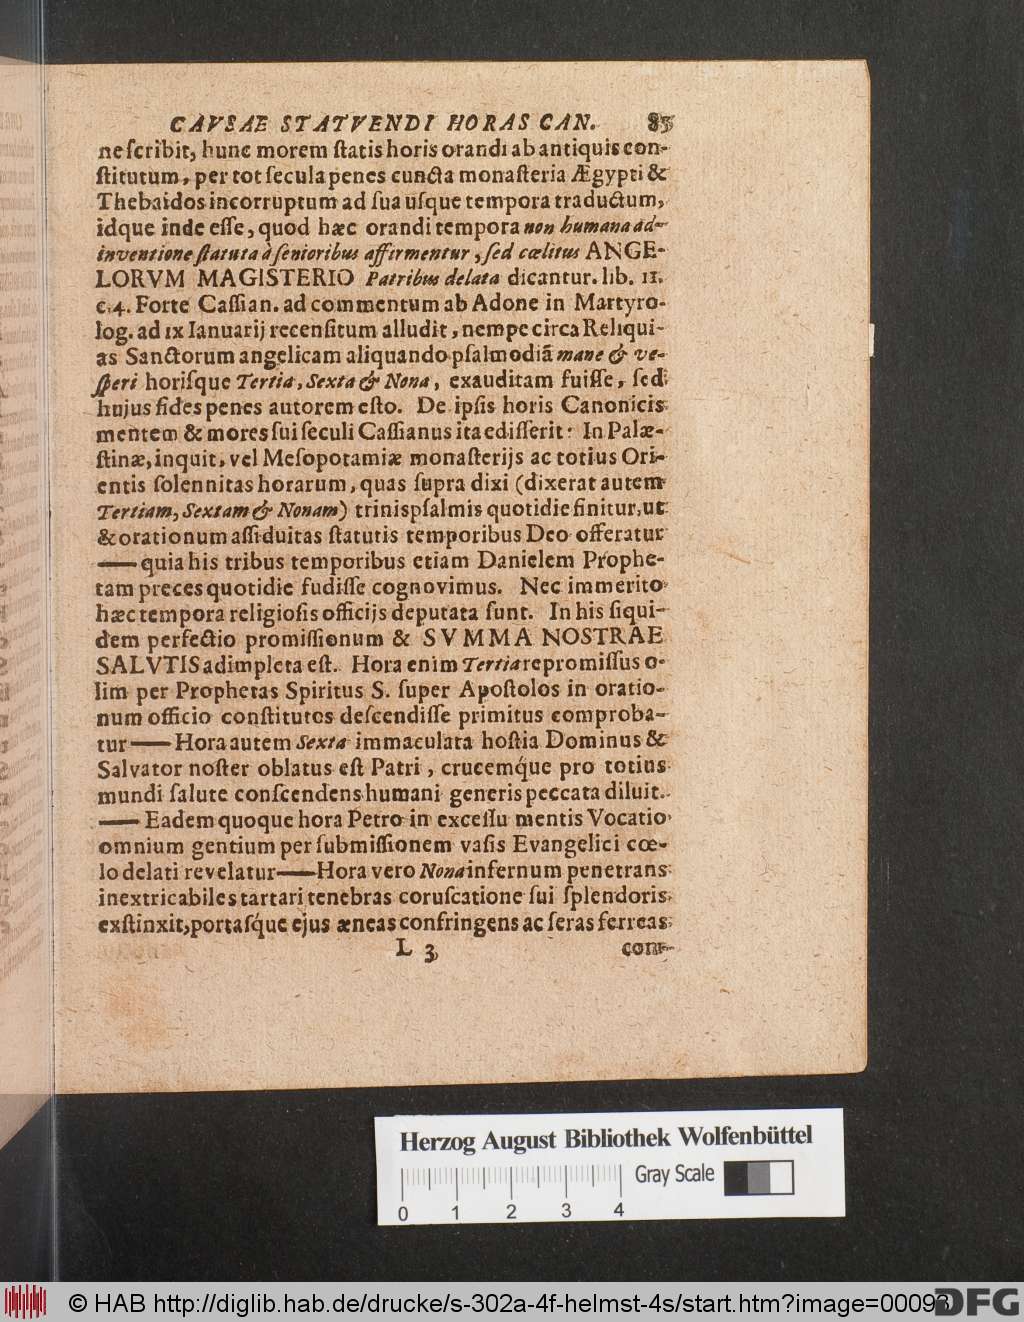 CAVSAE STATVENDI HORAS CAN. 85
ne ſcribit, hunc morem ſtatis horis orandi ab antiquis con-
ſtitutum, per tot ſecula penes cuncta monaſteria Ægypti &
Thebaidos incorruptum ad ſua uſque tempora traductum,
idque inde eſſe, quod hæc orandi tempora non humana ad-
inventione ſtatuta à ſenioribus affirmentur, ſed cœlitus ANGE-
LORVM MAGISTERIO Patribus delata dicantur. lib. 11.
c.4. Forte Caſſian. ad commentum ab Adone in Martyro-
log. ad ix Ianuarij recenſitum alludit, nempe circa Reliqui-
as Sanctorum angelicam aliquando pſalmodiã mane & ve-
ſperi horiſque Tertia, Sexta & Nona, exauditam fuiſſe, ſed
hujus fides penes autorem eſto. De ipſis horis Canonicis
mentem & mores ſui ſeculi Caſſianus ita ediſſerit: In Palæ-
ſtinæ, inquit, vel Meſopotamiæ monaſterijs ac totius Ori-
entis ſolennitas horarum, quas ſupra dixi (dixerat autem
Tertiam, Sextam & Nonam) trinis pſalmis quotidie finitur, ut
& orationum aſſiduitas ſtatutis temporibus Deo offeratur
— quia his tribus temporibus etiam Danielem Prophe-
tam preces quotidie fudiſſe cognovimus. Nec immerito
hæc tempora religioſis officijs deputata ſunt. In his ſiqui-
dem perfectio promiſſionum & SVMMA NOSTRAE
SALVTIS adimpleta eſt. Hora enim Tertia repromiſſus o-
lim per Prophetas Spiritus S. ſuper Apoſtolos in oratio-
num officio conſtitutos deſcendiſſe primitus comproba-
tur — Hora autem Sexta immaculata hoſtia Dominus &
Salvator noſter oblatus eſt Patri, crucemq́ue pro totius
mundi ſalute conſcendens humani generis peccata diluit.
— Eadem quoque hora Petro in exceſſu mentis Vocatio
omnium gentium per ſubmiſſionem vaſis Evangelici cœ-
lo delati revelatur — Hora vero Nona infernum penetrans
inextricabiles tartari tenebras coruſcatione ſui ſplendoris
exſtinxit, portaſq́ue ejus æneas confringens ac ſeras ferreas
L 3 com-
Herzog August Bibliothek Wolfenbüttel
Gray Scale
0 1 2 3 4
© HAB http://diglib.hab.de/drucke/s-302a-4f-helmst-4s/start.htm?image=00093
DFG